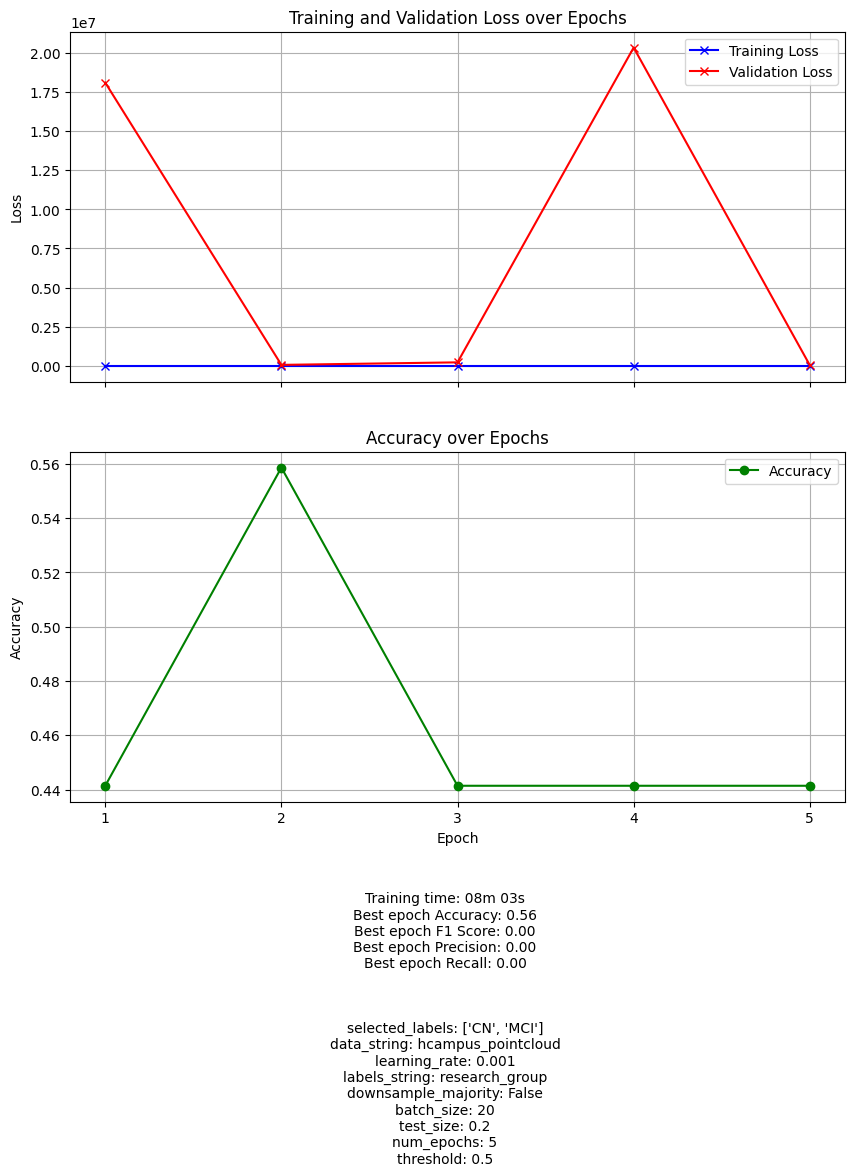 Training and Validation Loss over Epochs
1e7
Training Loss
Validation Loss
2.00
1.75
1.50
1.25
1.00
0.75
0.50
0.25
0.00
Loss
Accuracy over Epochs
Accuracy
0.56
0.54
0.52
0.50
0.48
0.46
0.44
Accuracy
1 2 3 4 5
Epoch
Training time: 08m 03s
Best epoch Accuracy: 0.56
Best epoch F1 Score: 0.00
Best epoch Precision: 0.00
Best epoch Recall: 0.00
selected_labels: ['CN', 'MCI']
data_string: hcampus_pointcloud
learning_rate: 0.001
labels_string: research_group
downsample_majority: False
batch_size: 20
test_size: 0.2
num_epochs: 5
threshold: 0.5